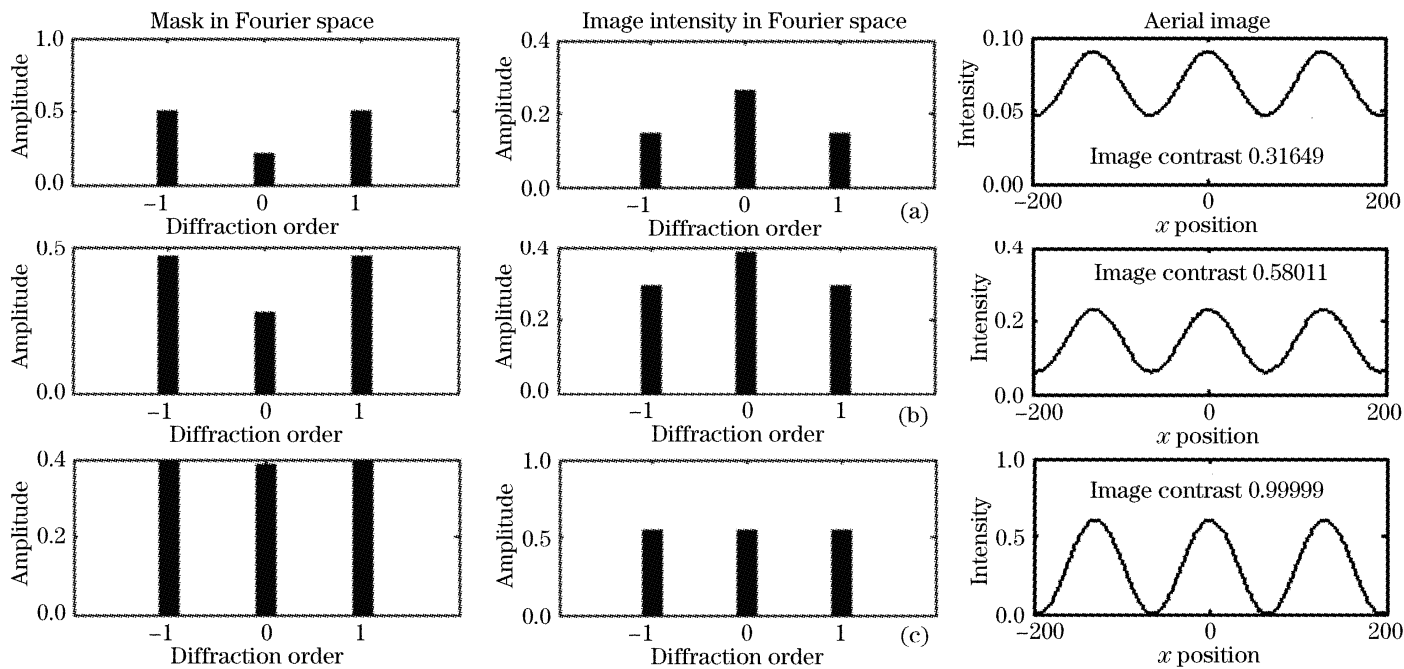 Mask in Fourier space
Image intensity in Fourier space
Aerial image
Amplitude
1.0
0.5
0.0
−1
0
1
Diffraction order
Amplitude
0.4
0.2
0.0
−1
0
1
Diffraction order
(a)
Intensity
0.10
0.05
0.00
Image contrast 0.31649
−200
0
200
x position
Amplitude
0.5
0.0
−1
0
1
Diffraction order
Amplitude
0.4
0.2
0.0
−1
0
1
Diffraction order
(b)
Intensity
0.4
0.2
0.0
Image contrast 0.58011
−200
0
200
x position
Amplitude
0.4
0.2
0.0
−1
0
1
Diffraction order
Amplitude
1.0
0.5
0.0
−1
0
1
Diffraction order
(c)
Intensity
1.0
0.5
0.0
Image contrast 0.99999
−200
0
200
x position